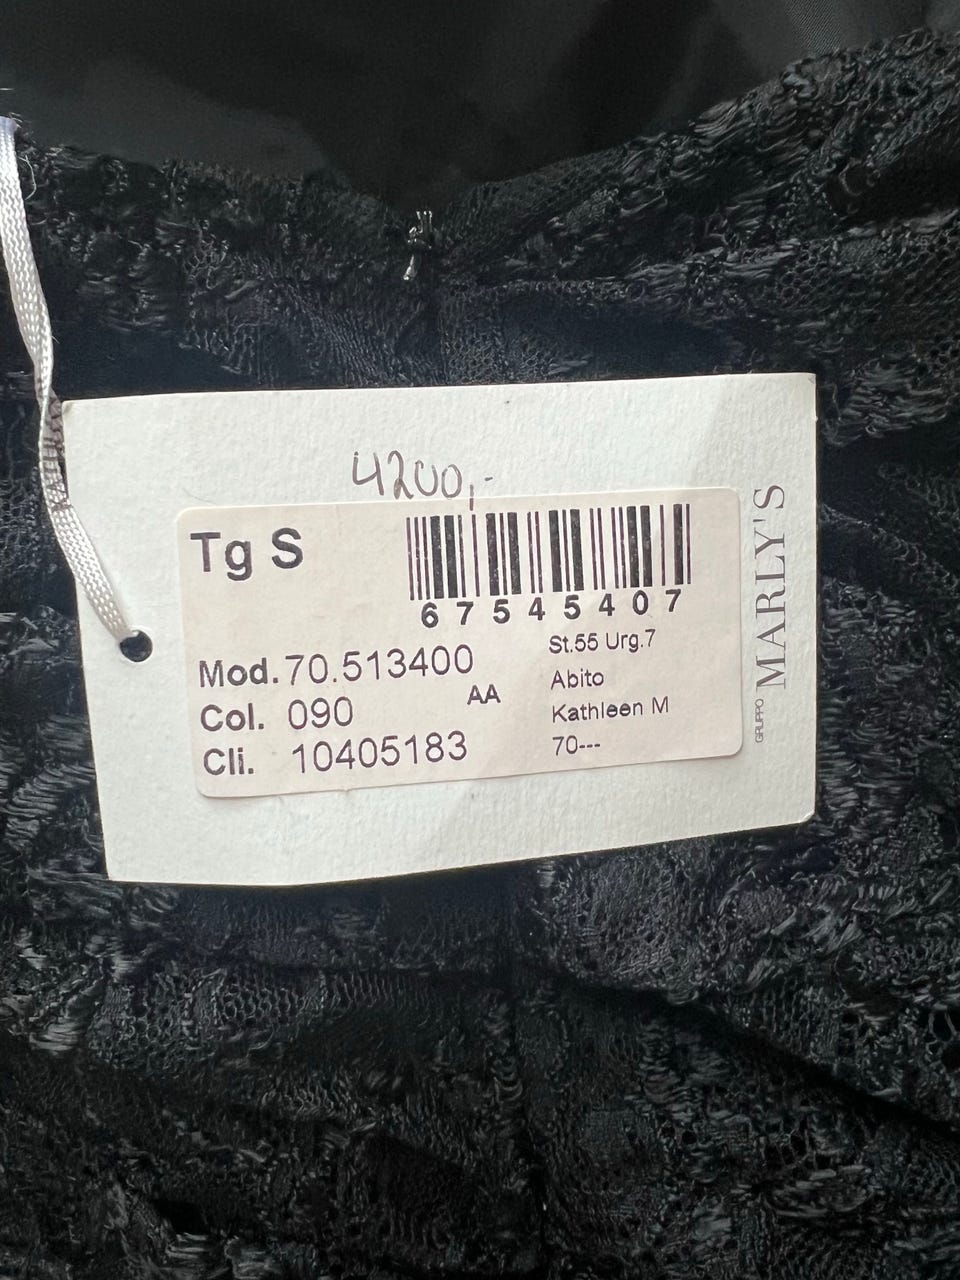 4200,-
Tg S
67545407
Mod. 70.513400
Col. 090
AA
Cli. 10405183
St.55 Urg.7
Abito
Kathleen M
70---
GRUPPO MARLY'S